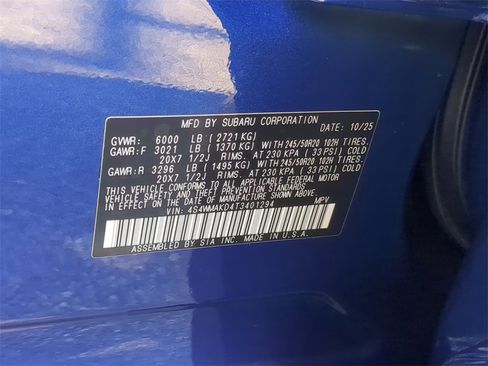 MFD BY SUBARU CORPORATION
DATE: 10/25
GVWR: 6000 LB (2721 KG)
GAWR:F 3021 LB (1370 KG) WITH 245/50R20 102H TIRES
20X7 1/2J RIMS, AT 230 KPA (33 PSI) COLD
GAWR:R 3296 LB (1495 KG) WITH 245/50R20 102H TIRES
20X7 1/2J RIMS, AT 230 KPA (33 PSI) COLD
THIS VEHICLE CONFORMS TO ALL APPLICABLE FEDERAL MOTOR
VEHICLE SAFETY AND THEFT PREVENTION STANDARDS
IN EFFECT ON THE DATE OF MANUFACTURE SHOWN ABOVE.
VIN: 4S4WMAKD4T3401294 MPV
ASSEMBLED BY SIA INC. MADE IN U.S.A.